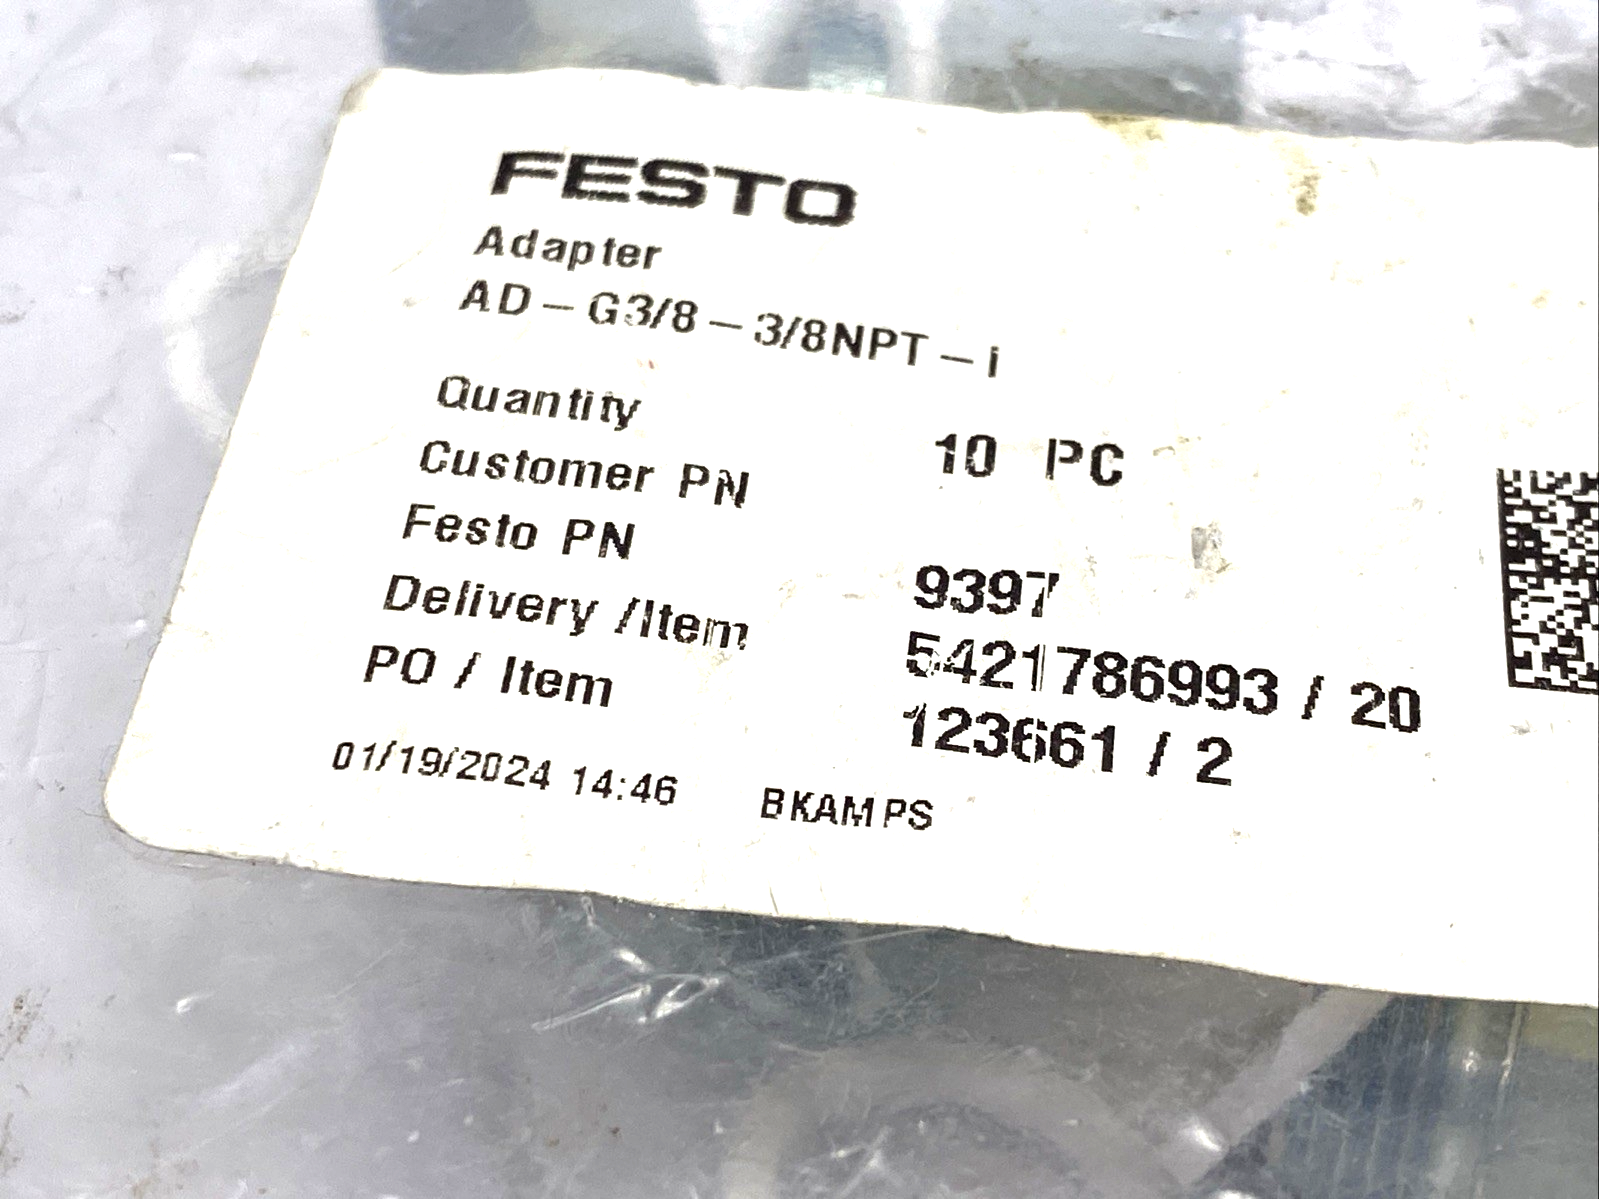 FESTO
Adapter
AD-G3/8-3/8NPT-i
Quantity 10 PC
Customer PN
Festo PN 9397
Delivery /Item 5421786993 / 20
PO / Item 123661 / 2
01/19/2024 14:46 BKAMPS